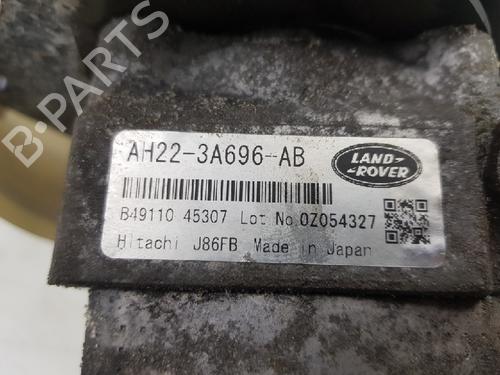 B-PARTS
AH22-3A696-AB
LAND-
-ROVER
B49110 45307 Lot No.0Z054327
Hitachi J86FB Made in Japan